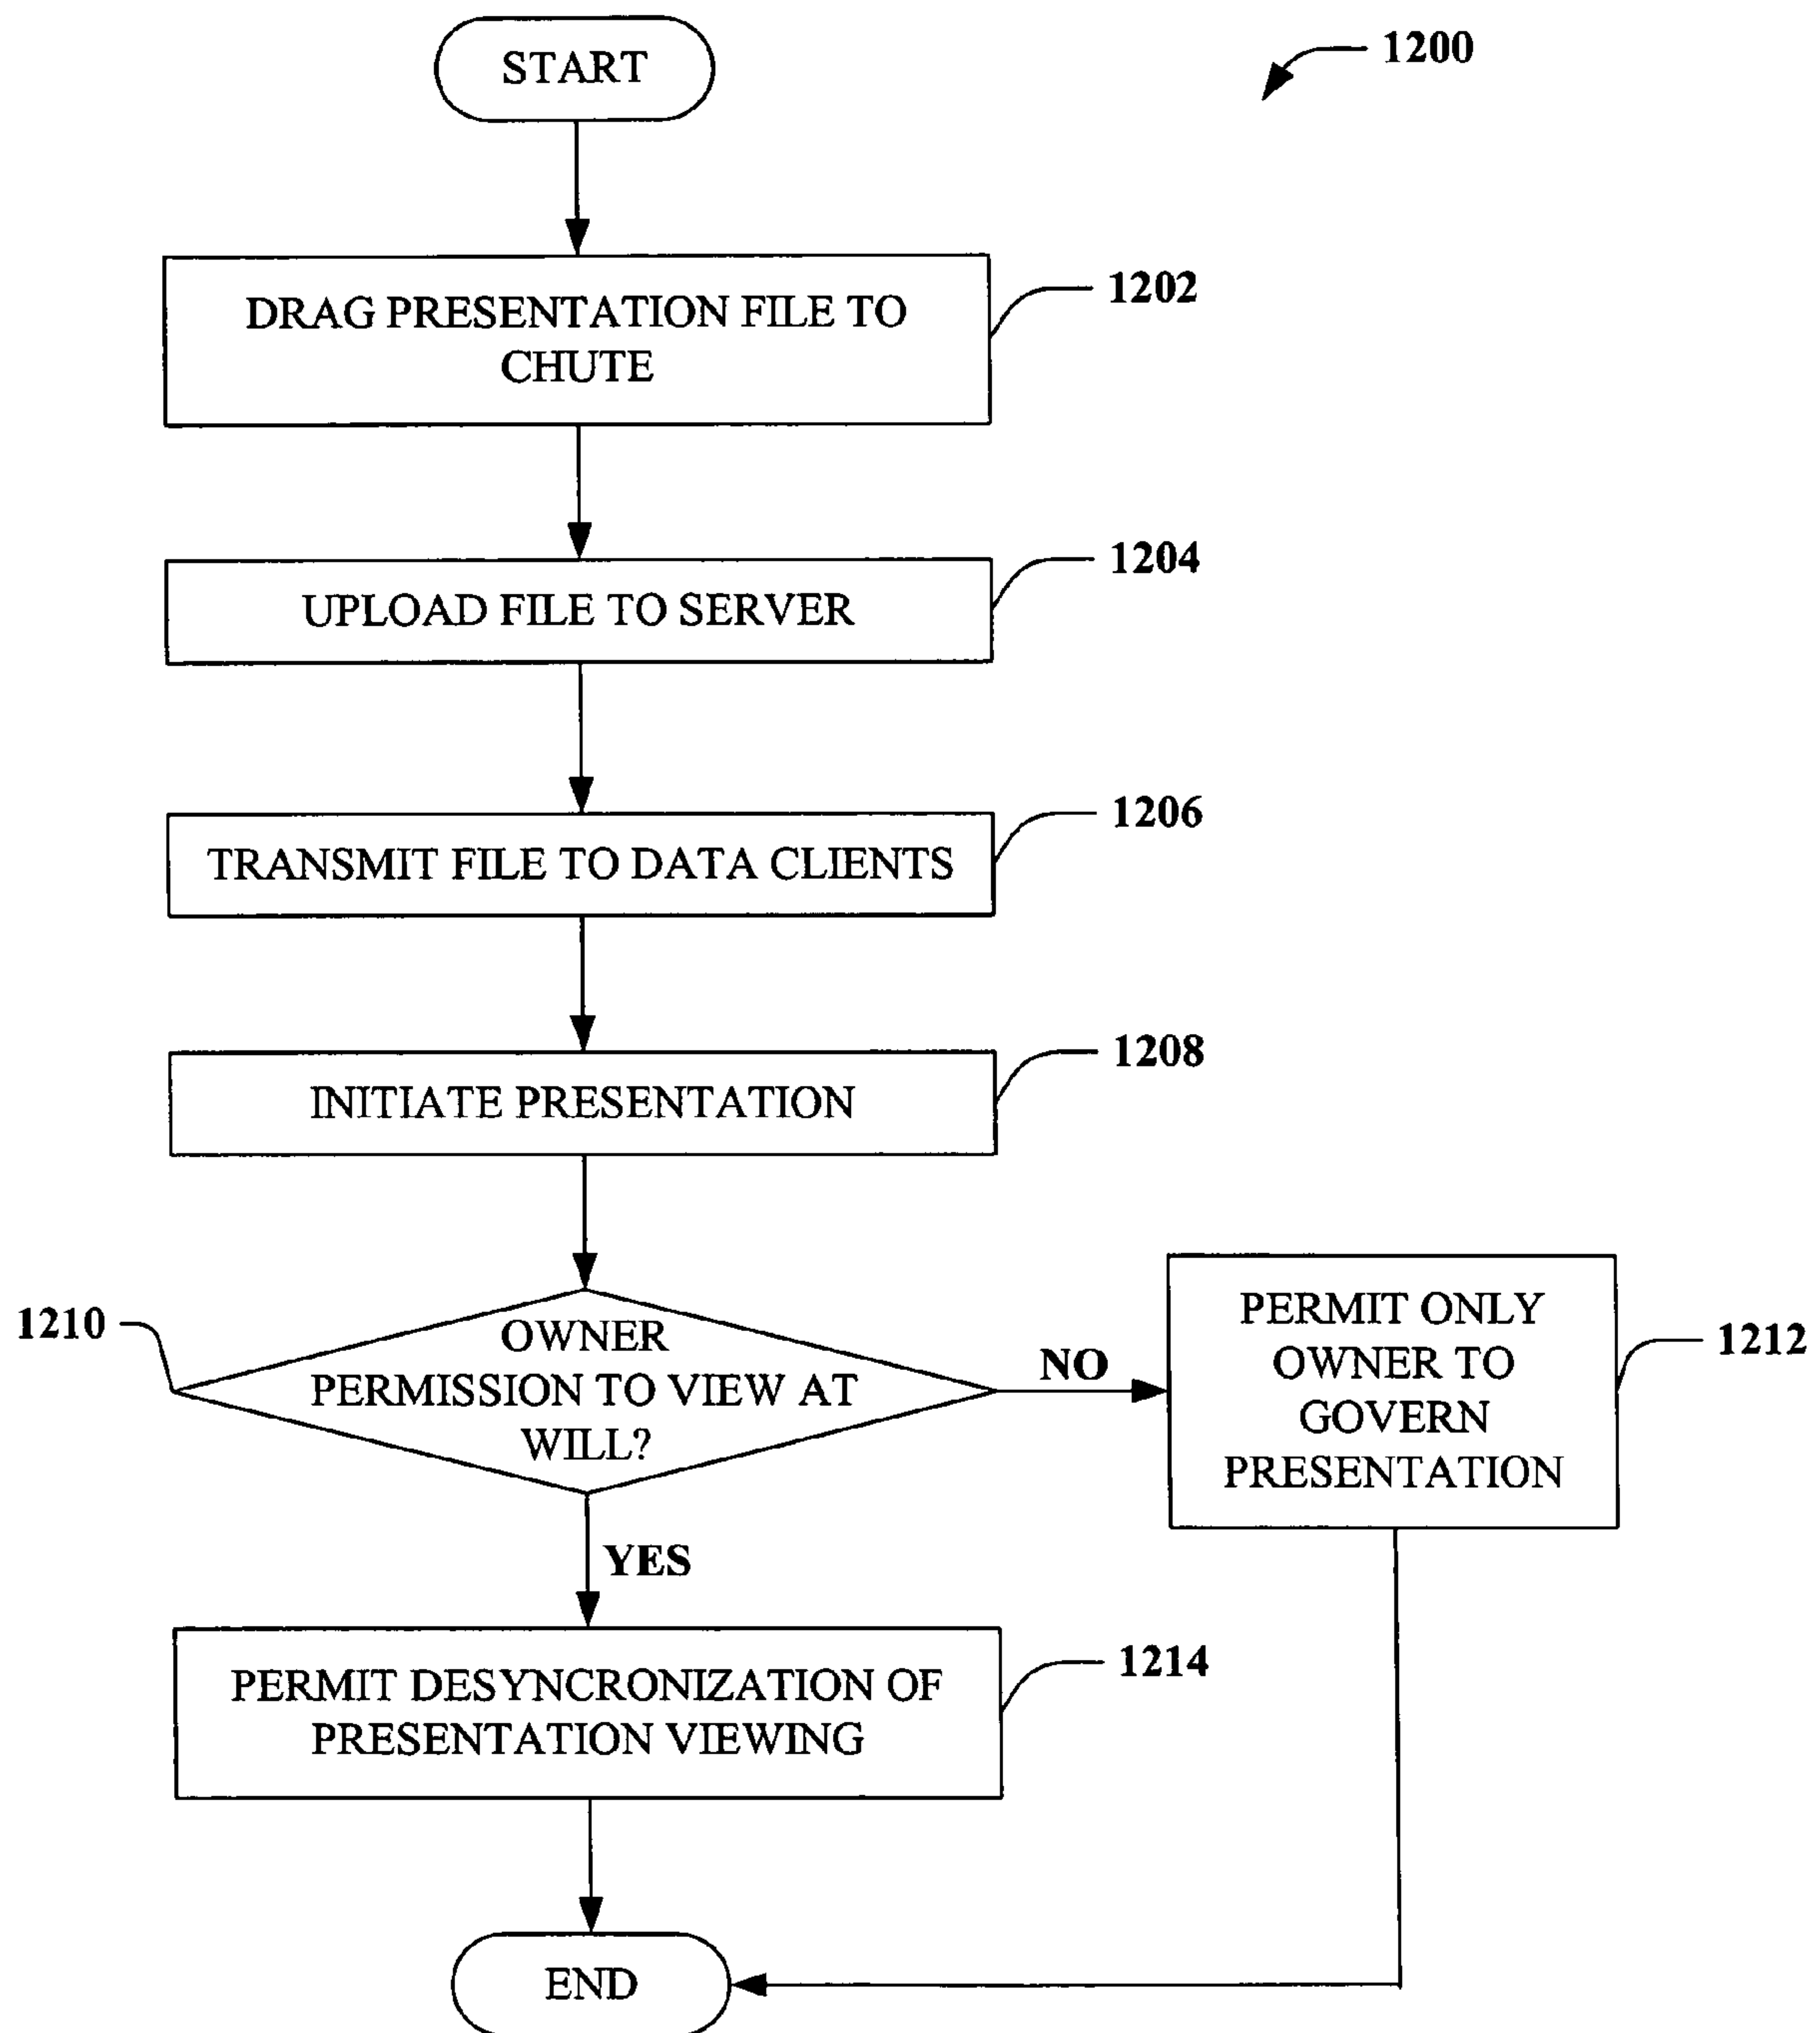 START
1200
DRAG PRESENTATION FILE TO
CHUTE
1202
UPLOAD FILE TO SERVER
1204
TRANSMIT FILE TO DATA CLIENTS
1206
INITIATE PRESENTATION
1208
1210
OWNER
PERMISSION TO VIEW AT
WILL?
NO
PERMIT ONLY
OWNER TO
GOVERN
PRESENTATION
1212
YES
PERMIT DESYNCRONIZATION OF
PRESENTATION VIEWING
1214
END